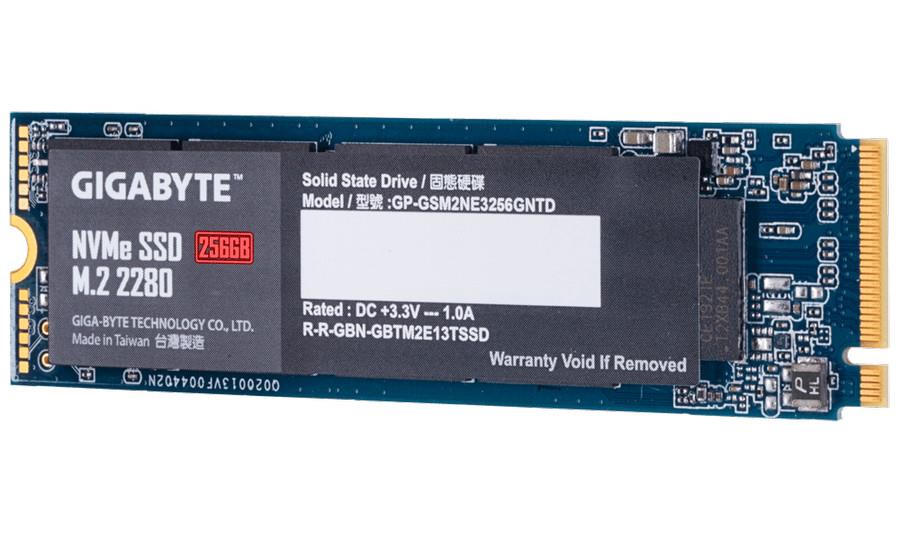 GIGABYTE™
NVMe SSD 256GB
M.2 2280
GIGA-BYTE TECHNOLOGY CO., LTD.
Made in Taiwan 台灣製造
Solid State Drive / 固態硬碟
Model / 型號 :GP-GSM2NE3256GNTD
Rated : DC +3.3V --- 1.0A
R-R-GBN-GBTM2E13TSSD
Warranty Void If Removed